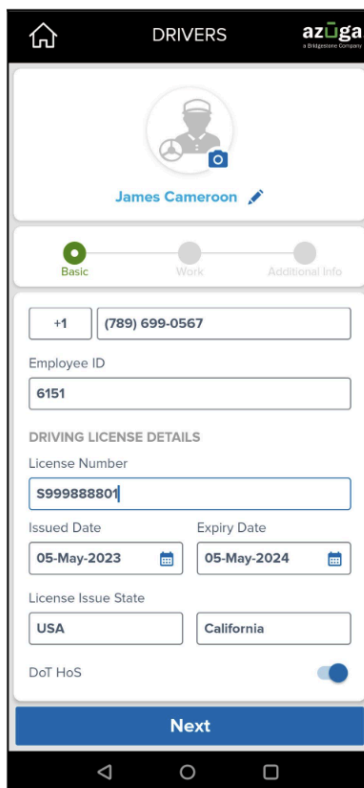 DRIVERS
azūga
a Bridgestone Company
James Cameroon
Basic Work Additional Info
+1 (789) 699-0567
Employee ID
6151
DRIVING LICENSE DETAILS
License Number
S999888801
Issued Date Expiry Date
05-May-2023 05-May-2024
License Issue State
USA California
DoT HoS
Next